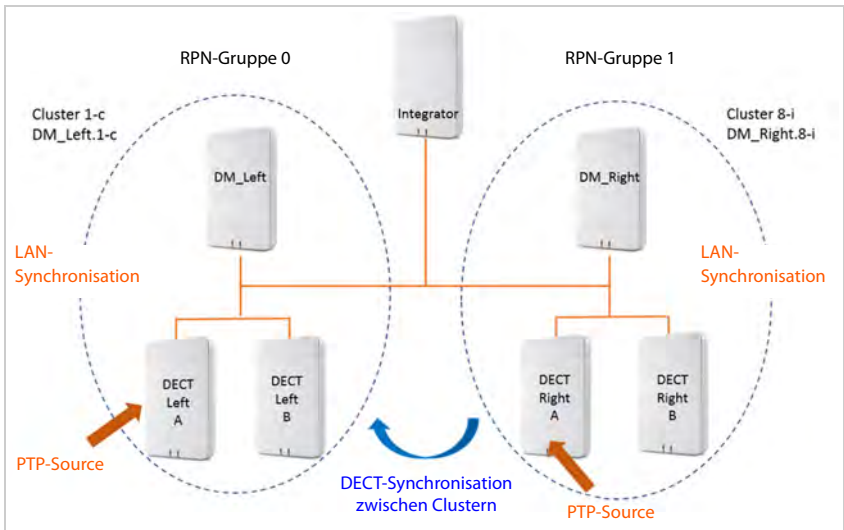 RPN-Gruppe 0
RPN-Gruppe 1
Integrator
Cluster 1-c
DM_Left.1-c
Cluster 8-i
DM_Right.8-i
DM_Left
DM_Right
LAN-
Synchronisation
LAN-
Synchronisation
DECT
Left
A
DECT
Left
B
DECT
Right
A
DECT
Right
B
PTP-Source
DECT-Synchronisation
zwischen Clustern
PTP-Source